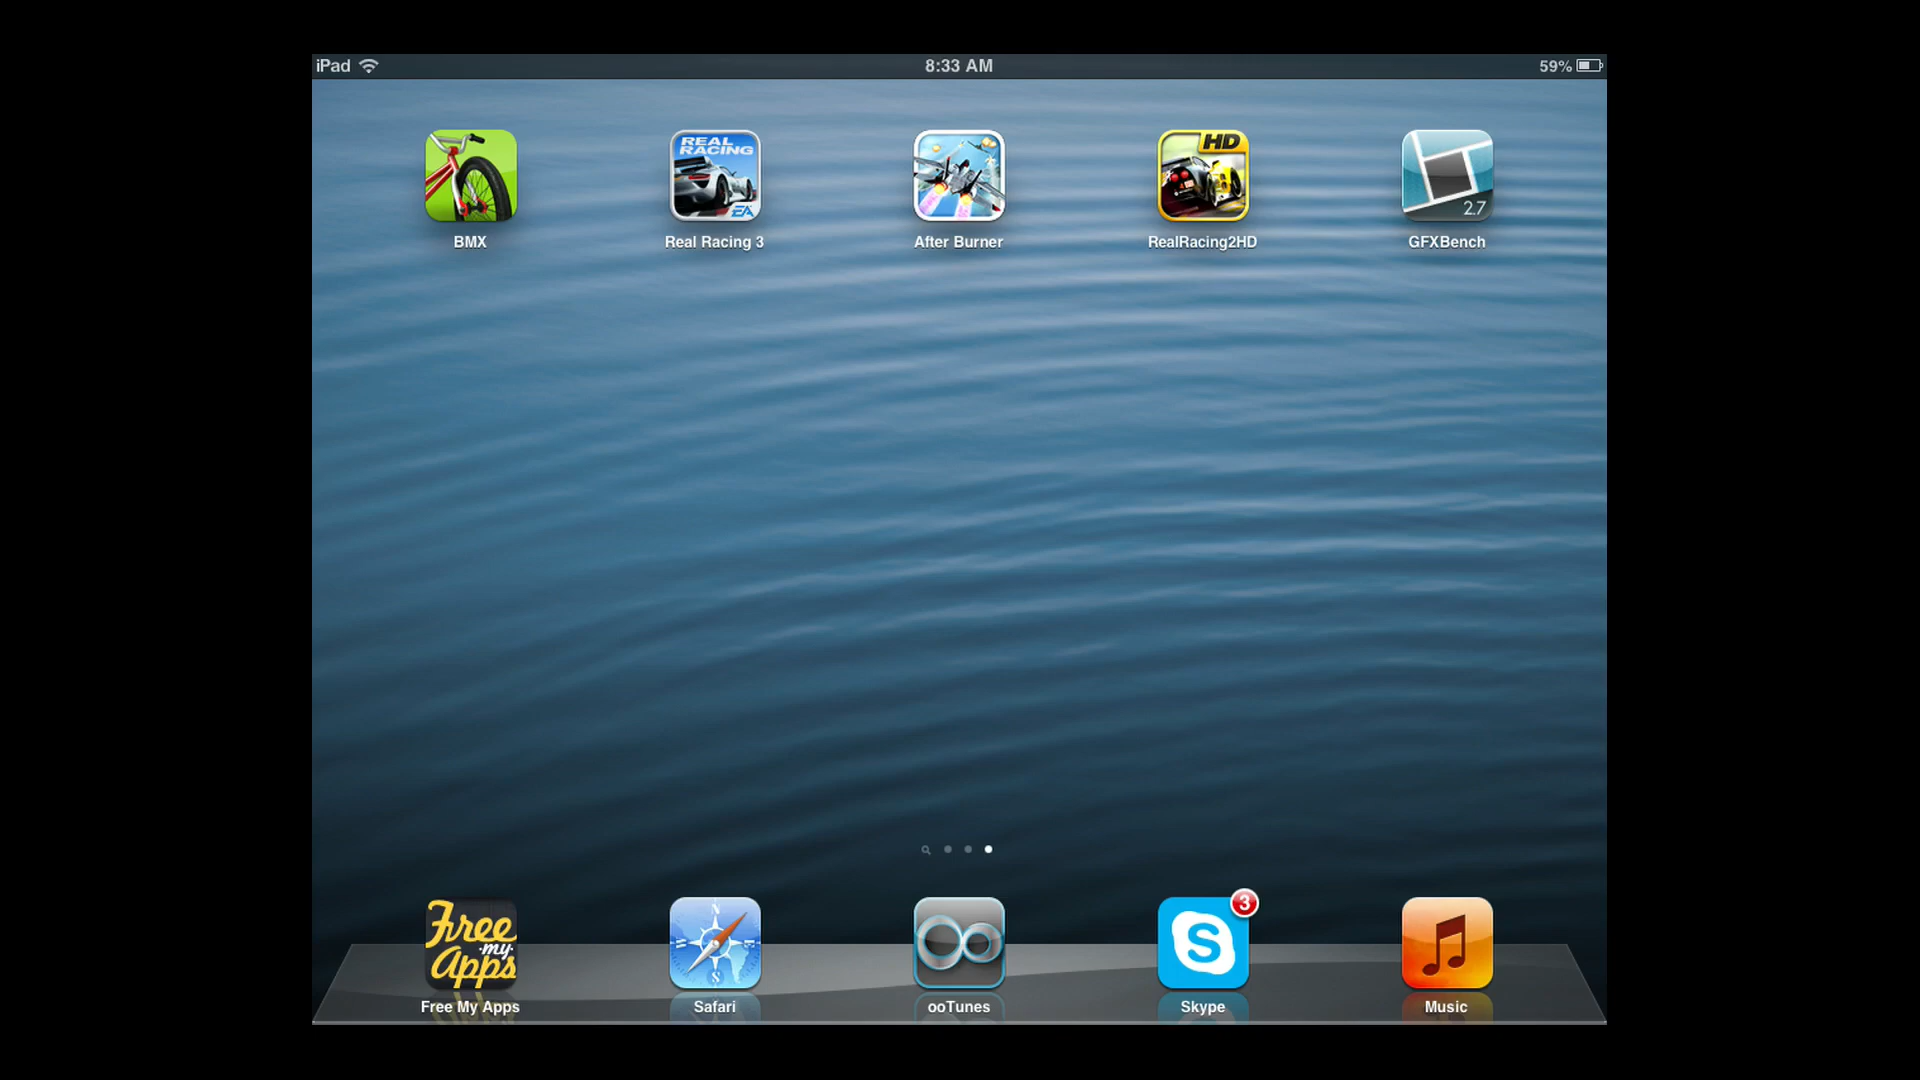 iPad 8:33 AM 59%
REAL
RACING
EA
HD
2.7
BMX Real Racing 3 After Burner RealRacing2HD GFXBench
3
Free
my
Apps
N
S
S
Free My Apps Safari ooTunes Skype Music